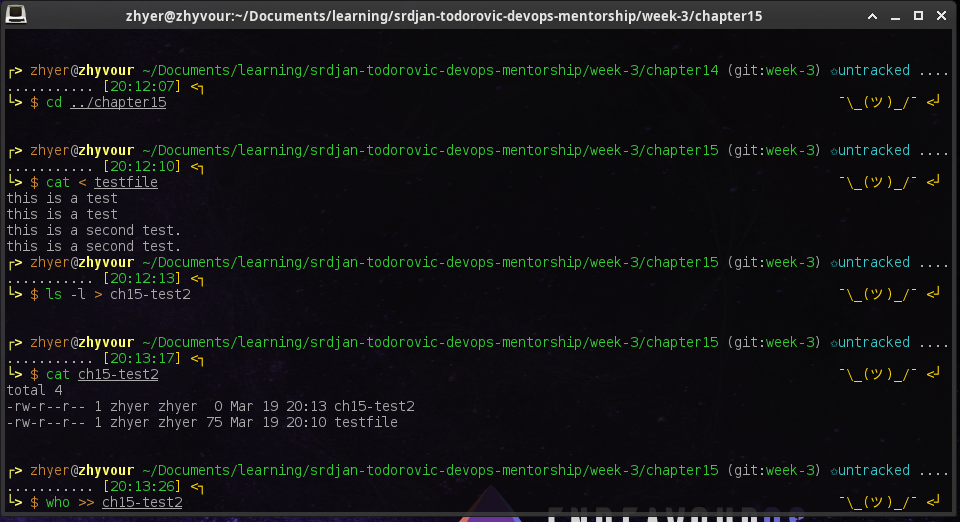 zhyer@zhyvour:~/Documents/learning/srdjan-todorovic-devops-mentorship/week-3/chapter15
┌> zhyer@zhyvour ~/Documents/learning/srdjan-todorovic-devops-mentorship/week-3/chapter14 (git:week-3) ✩untracked ....
........... [20:12:07] <┐
└> $ cd ../chapter15 ¯\_(ツ)_/¯ <┘
┌> zhyer@zhyvour ~/Documents/learning/srdjan-todorovic-devops-mentorship/week-3/chapter15 (git:week-3) ✩untracked ....
........... [20:12:10] <┐
└> $ cat < testfile ¯\_(ツ)_/¯ <┘
this is a test
this is a test
this is a second test.
this is a second test.
┌> zhyer@zhyvour ~/Documents/learning/srdjan-todorovic-devops-mentorship/week-3/chapter15 (git:week-3) ✩untracked ....
........... [20:12:13] <┐
└> $ ls -l > ch15-test2 ¯\_(ツ)_/¯ <┘
┌> zhyer@zhyvour ~/Documents/learning/srdjan-todorovic-devops-mentorship/week-3/chapter15 (git:week-3) ✩untracked ....
........... [20:13:17] <┐
└> $ cat ch15-test2 ¯\_(ツ)_/¯ <┘
total 4
-rw-r--r-- 1 zhyer zhyer  0 Mar 19 20:13 ch15-test2
-rw-r--r-- 1 zhyer zhyer 75 Mar 19 20:10 testfile
┌> zhyer@zhyvour ~/Documents/learning/srdjan-todorovic-devops-mentorship/week-3/chapter15 (git:week-3) ✩untracked ....
........... [20:13:26] <┐
└> $ who >> ch15-test2 ¯\_(ツ)_/¯ <┘